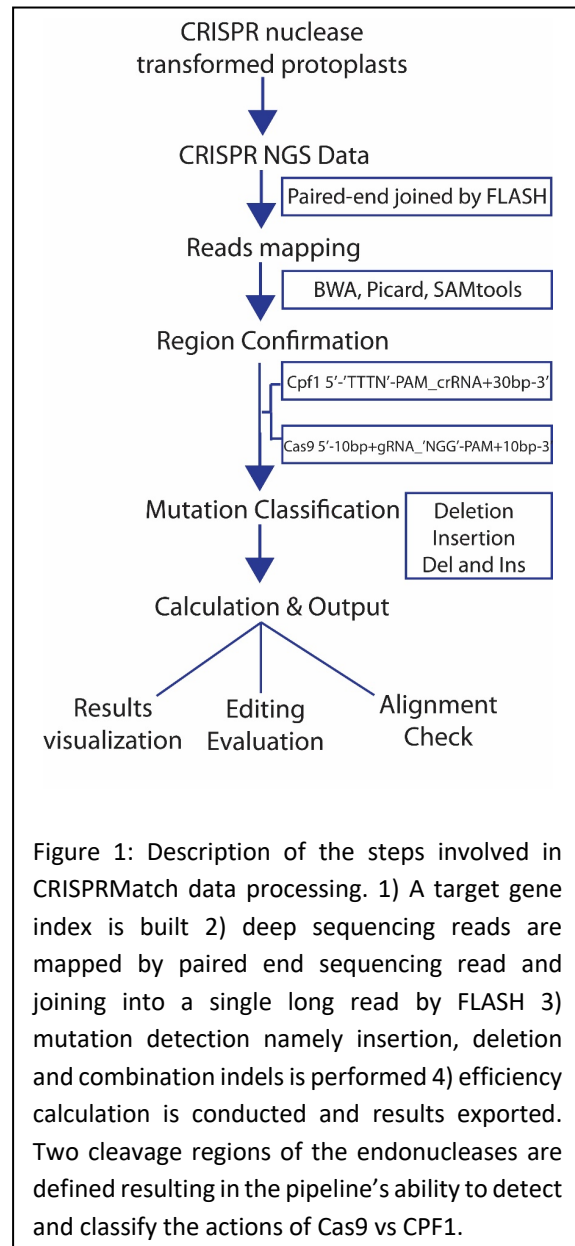 CRISPR nuclease
transformed protoplasts
CRISPR NGS Data
Paired-end joined by FLASH
Reads mapping
BWA, Picard, SAMtools
Region Confirmation
Cpf1 5'-'TTTN'-PAM_crRNA+30bp-3'
Cas9 5'-10bp+gRNA_'NGG'-PAM+10bp-3
Mutation Classification
Deletion
Insertion
Del and Ins
Calculation & Output
Results
visualization
Editing
Evaluation
Alignment
Check
Figure 1: Description of the steps involved in
CRISPRMatch data processing. 1) A target gene
index is built 2) deep sequencing reads are
mapped by paired end sequencing read and
joining into a single long read by FLASH 3)
mutation detection namely insertion, deletion
and combination indels is performed 4) efficiency
calculation is conducted and results exported.
Two cleavage regions of the endonucleases are
defined resulting in the pipeline's ability to detect
and classify the actions of Cas9 vs CPF1.